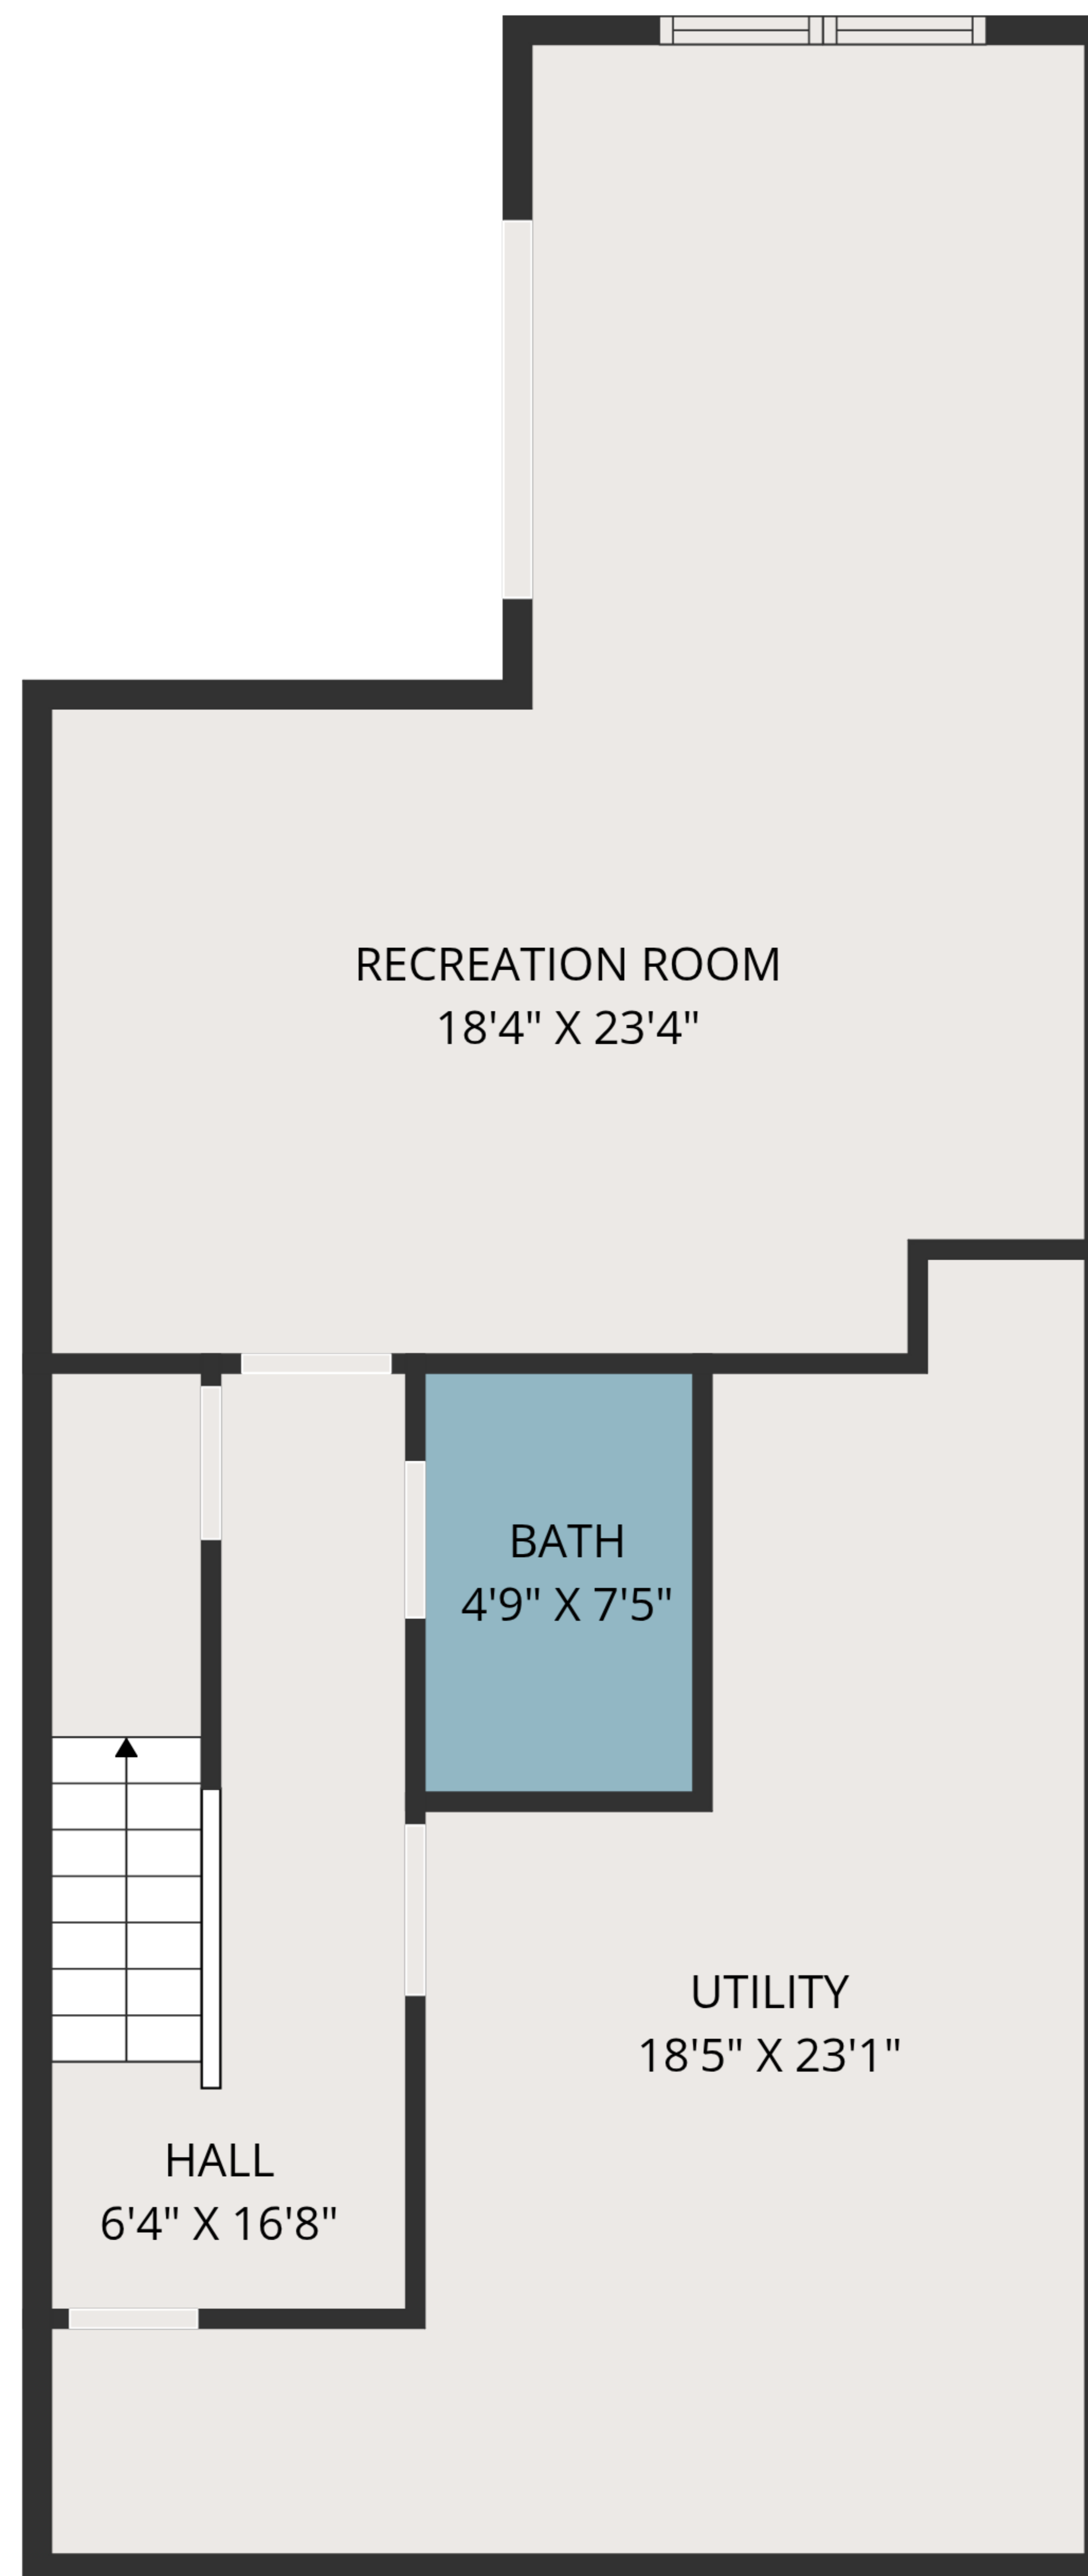 RECREATION ROOM
18'4" X 23'4"
BATH
4'9" X 7'5"
UTILITY
18'5" X 23'1"
HALL
6'4" X 16'8"